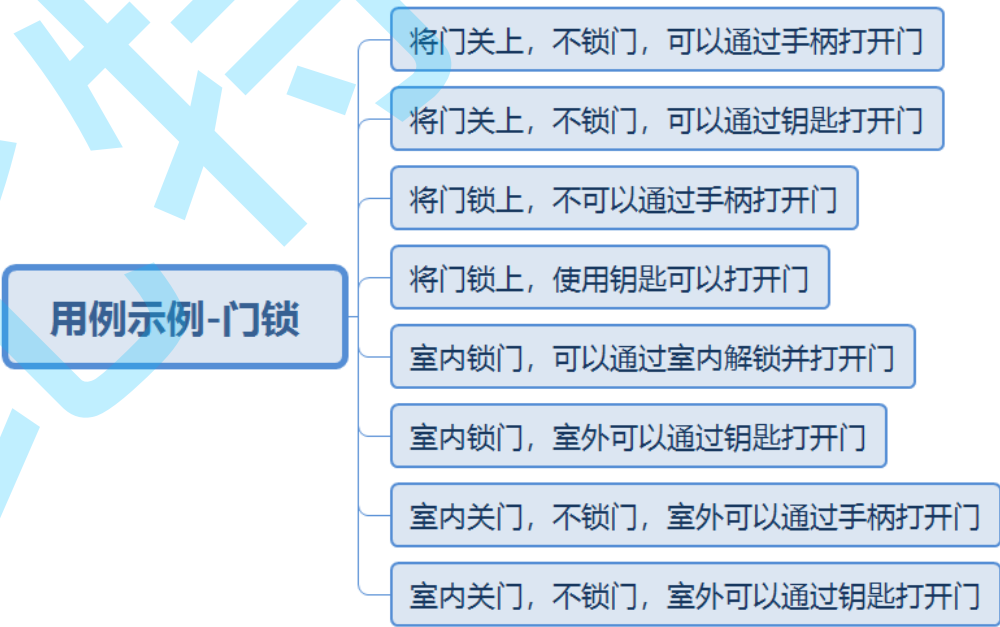 将门关上，不锁门，可以通过手柄打开门
将门关上，不锁门，可以通过钥匙打开门
将门锁上，不可以通过手柄打开门
将门锁上，使用钥匙可以打开门
用例示例-门锁
室内锁门，可以通过室内解锁并打开门
室内锁门，室外可以通过钥匙打开门
室内关门，不锁门，室外可以通过手柄打开门
室内关门，不锁门，室外可以通过钥匙打开门